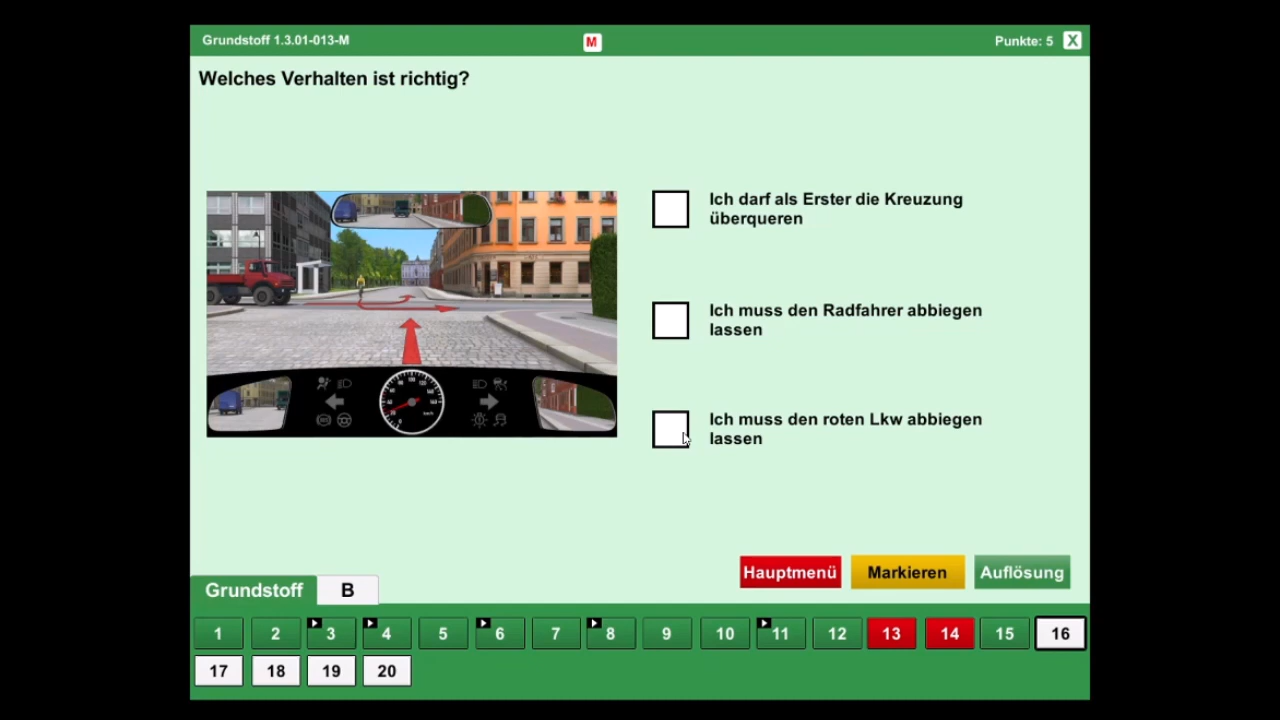 Grundstoff 1.3.01-013-M
M
Punkte: 5
X
Welches Verhalten ist richtig?
Ich darf als Erster die Kreuzung
überqueren
Ich muss den Radfahrer abbiegen
lassen
Ich muss den roten Lkw abbiegen
lassen
Hauptmenü
Markieren
Auflösung
Grundstoff
B
1
2
3
4
5
6
7
8
9
10
11
12
13
14
15
16
17
18
19
20